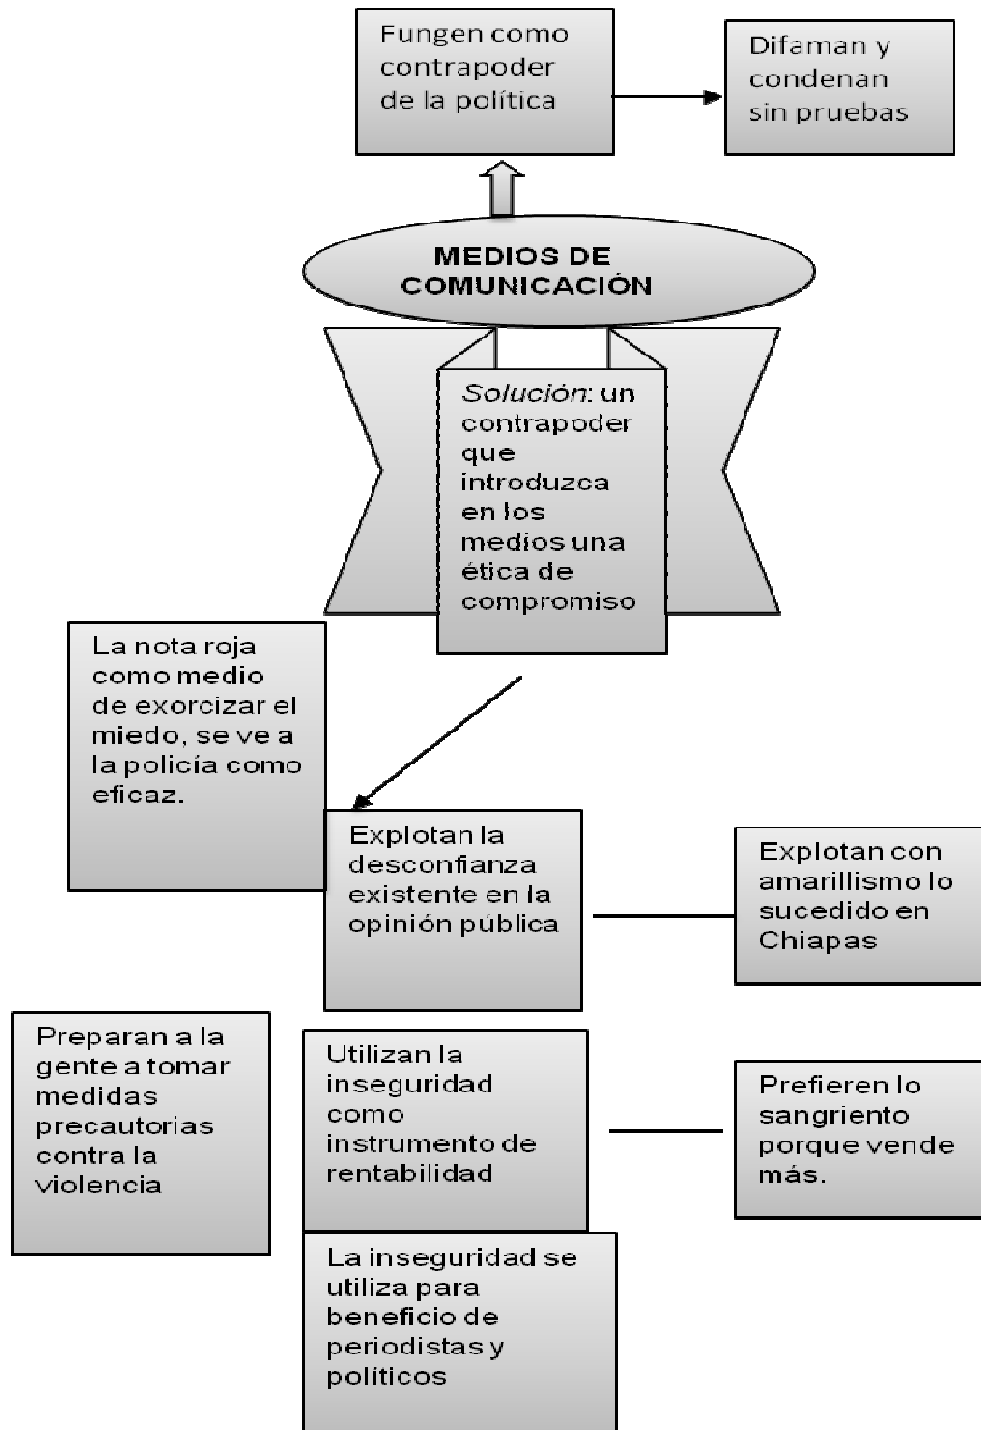 Fungen como
contrapoder
de la política
Difaman y
condenan
sin pruebas
MEDIOS DE
COMUNICACIÓN
Solución: un
contrapoder
que
introduzca
en los
medios una
ética de
compromiso
La nota roja
como medio
de exorcizar el
miedo, se ve a
la policía como
eficaz.
Explotan la
desconfianza
existente en la
opinión pública
Explotan con
amarillismo lo
sucedido en
Chiapas
Preparan a la
gente a tomar
medidas
precautorias
contra la
violencia
Utilizan la
inseguridad
como
instrumento de
rentabilidad
Prefieren lo
sangriento
porque vende
más.
La inseguridad se
utiliza para
beneficio de
periodistas y
políticos